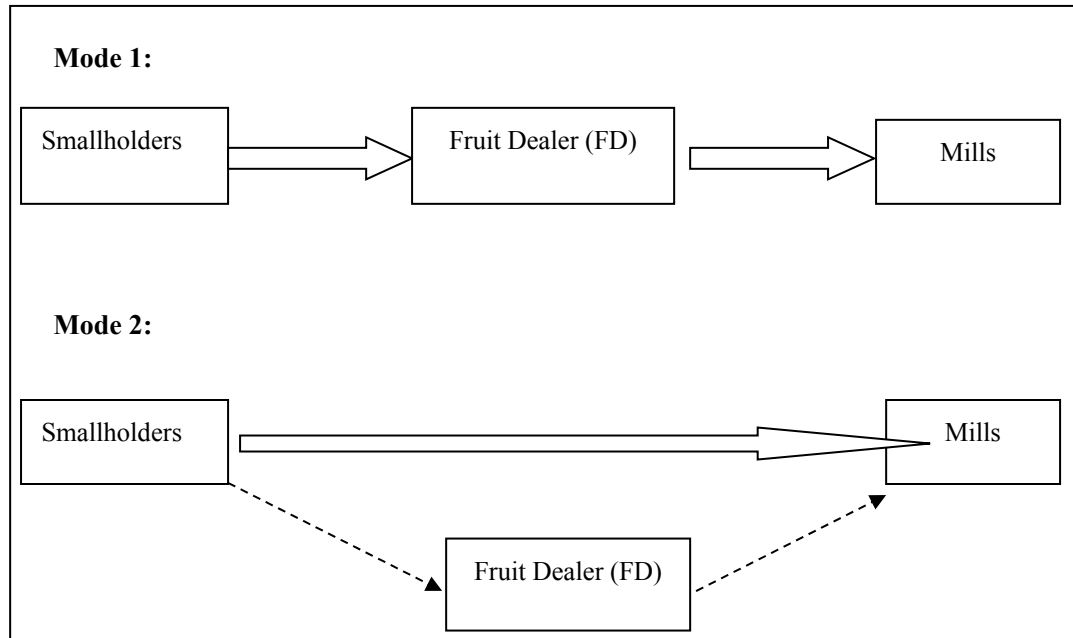 Mode 1:
Smallholders
Fruit Dealer (FD)
Mills
Mode 2:
Smallholders
Mills
Fruit Dealer (FD)